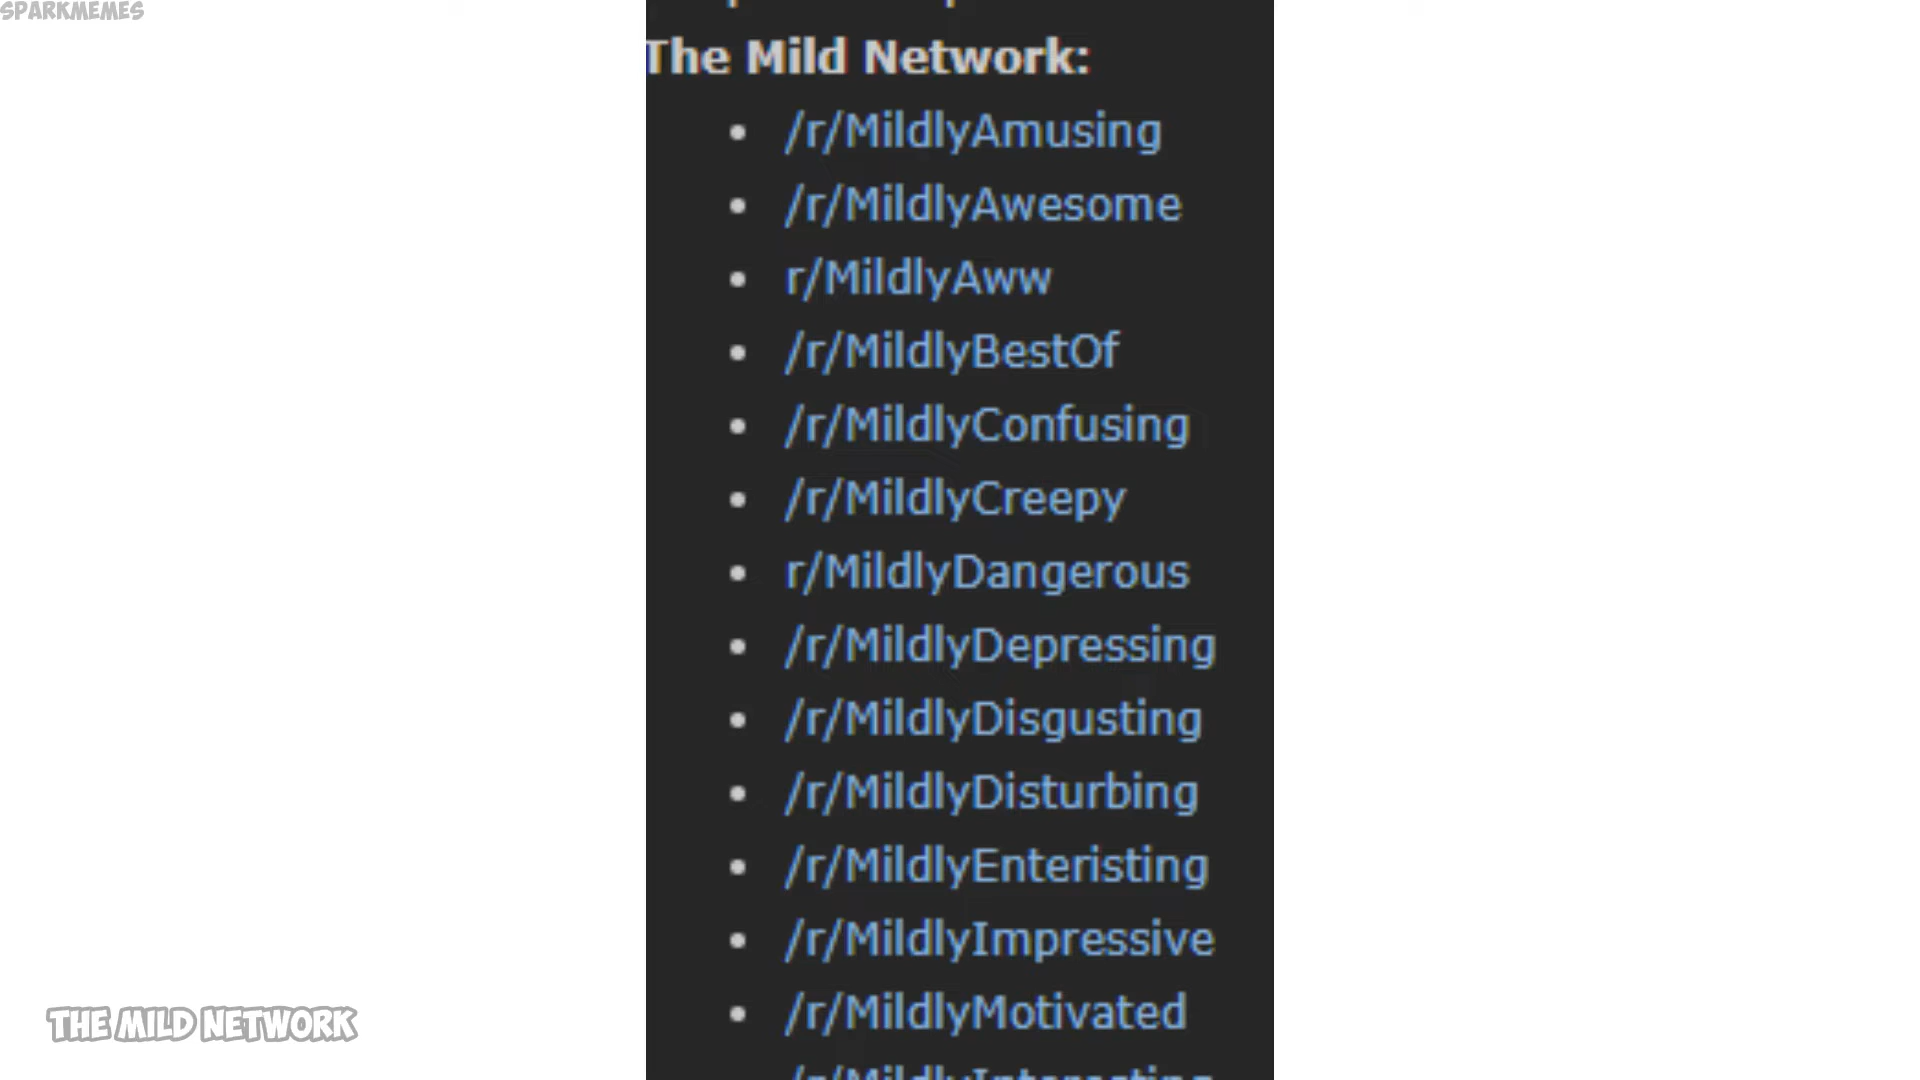 SPARKMEMES
The Mild Network:
/r/MildlyAmusing
/r/MildlyAwesome
r/MildlyAww
/r/MildlyBestOf
/r/MildlyConfusing
/r/MildlyCreepy
r/MildlyDangerous
/r/MildlyDepressing
/r/MildlyDisgusting
/r/MildlyDisturbing
/r/MildlyEnteristing
/r/MildlyImpressive
/r/MildlyMotivated
/r/MildlyInteresting
THE MILD NETWORK